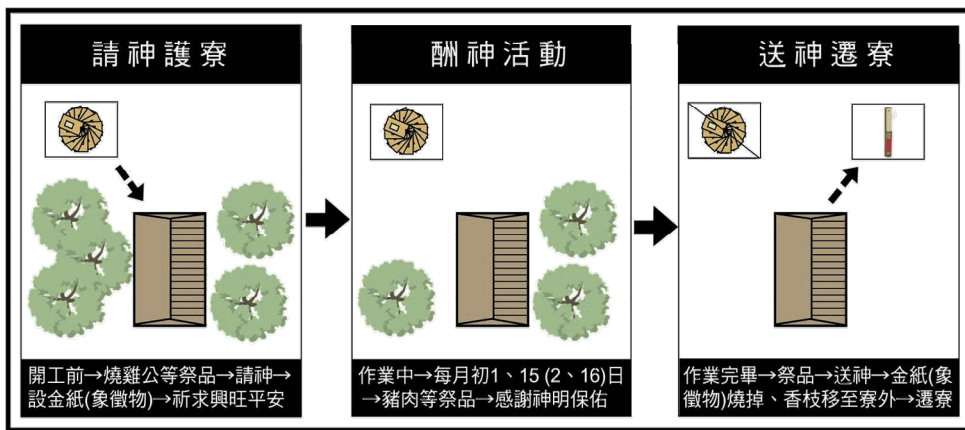 請神護寮
開工前→燒雞公等祭品→請神→
設金紙(象徵物)→祈求興旺平安
酬神活動
作業中→每月初1、15 (2、16)日
→豬肉等祭品→感謝神明保佑
送神遷寮
作業完畢→祭品→送神→金紙(象
徵物)燒掉、香枝移至寮外→遷寮